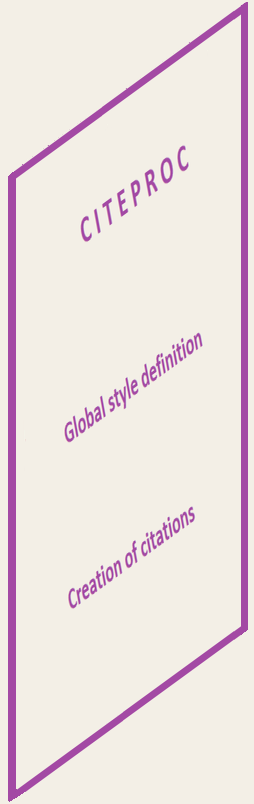 CITEPROC
Global style definition
Creation of citations